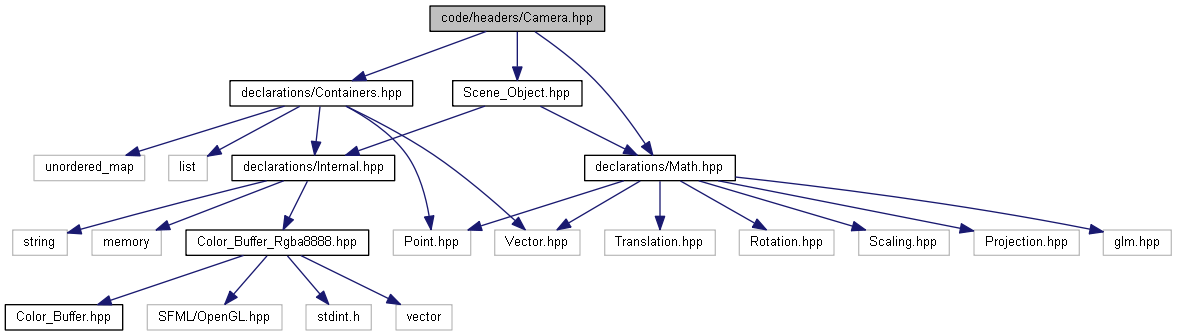 code/headers/Camera.hpp
declarations/Containers.hpp
Scene_Object.hpp
unordered_map
list
declarations/Internal.hpp
declarations/Math.hpp
string
memory
Color_Buffer_Rgba8888.hpp
Point.hpp
Vector.hpp
Translation.hpp
Rotation.hpp
Scaling.hpp
Projection.hpp
glm.hpp
Color_Buffer.hpp
SFML/OpenGL.hpp
stdint.h
vector